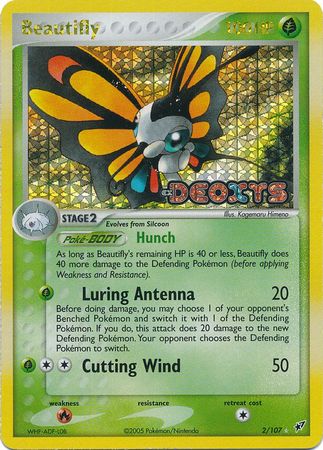 Beautifly
100 HP
DEOXYS
Illus. Kagemaru Himeno
STAGE2
Evolves from Silcoon
Poké-BODY Hunch
As long as Beautifly's remaining HP is 40 or less, Beautifly does
40 more damage to the Defending Pokémon (before applying
Weakness and Resistance).
Luring Antenna 20
Before doing damage, you may choose 1 of your opponent's
Benched Pokémon and switch it with 1 of the Defending
Pokémon. If you do, this attack does 20 damage to the new
Defending Pokémon. Your opponent chooses the Defending
Pokémon to switch.
Cutting Wind 50
weakness
resistance
retreat cost
WHF-ADF-L0B
©2005 Pokémon/Nintendo
2/107